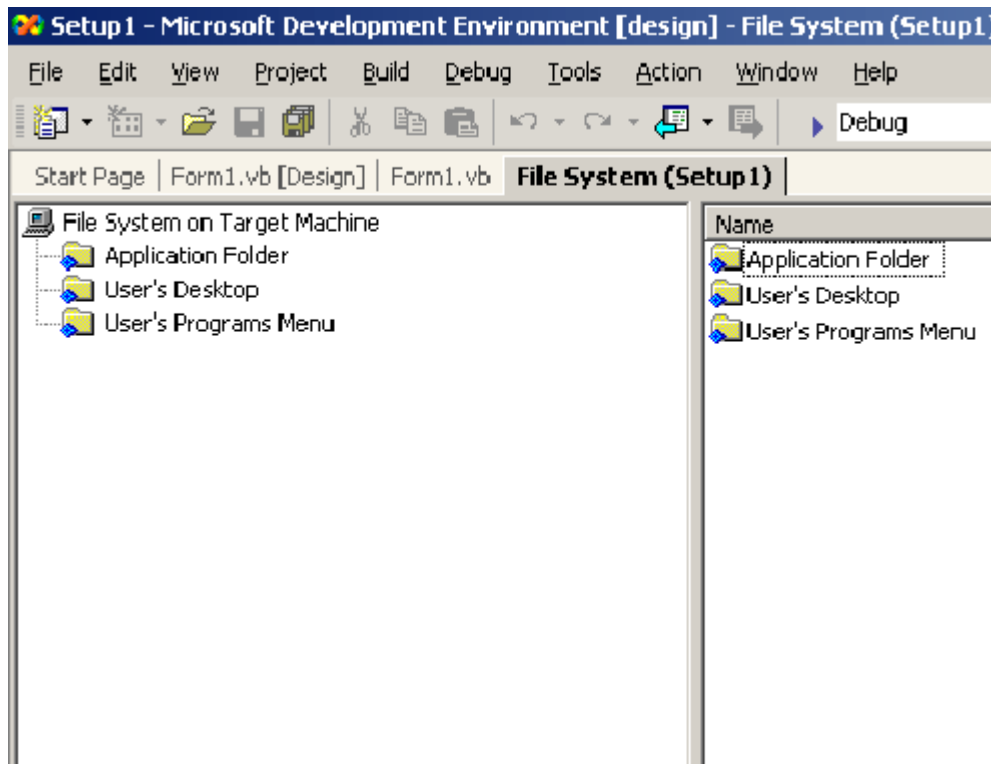 Setup1 - Microsoft Development Environment [design] - File System (Setup1)
File Edit View Project Build Debug Tools Action Window Help
Debug
Start Page Form1.vb [Design] Form1.vb File System (Setup1)
File System on Target Machine
Application Folder
User's Desktop
User's Programs Menu
Name
Application Folder
User's Desktop
User's Programs Menu